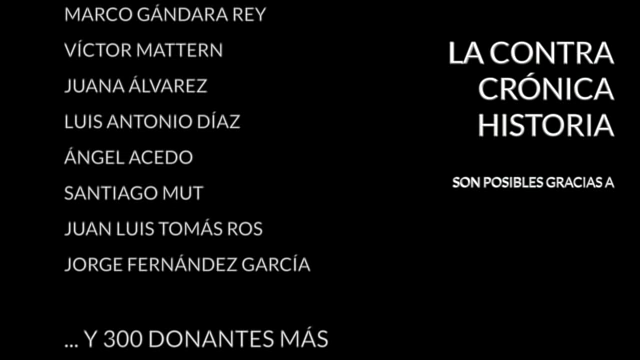 MARCO GÁNDARA REY
VÍCTOR MATTERN
JUANA ÁLVAREZ
LUIS ANTONIO DÍAZ
ÁNGEL ACEDO
SANTIAGO MUT
JUAN LUIS TOMÁS ROS
JORGE FERNÁNDEZ GARCÍA
... Y 300 DONANTES MÁS
LA CONTRA
CRÓNICA
HISTORIA
SON POSIBLES GRACIAS A